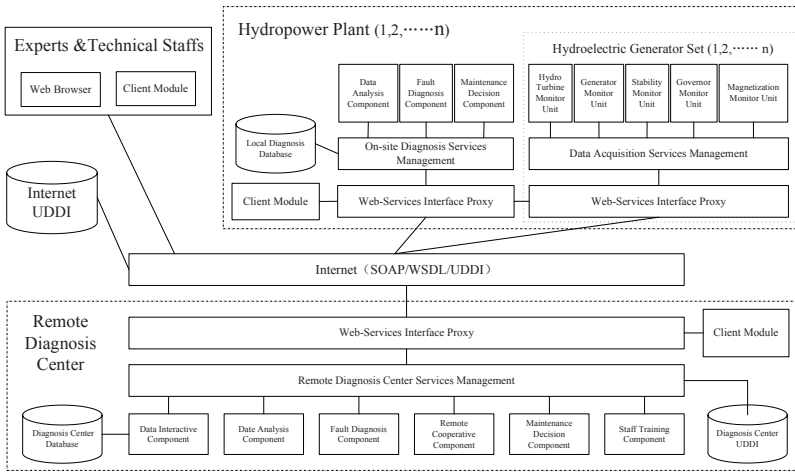 Experts &Technical Staffs
Web Browser
Client Module
Internet
UDDI
Hydropower Plant (1,2,⋯⋯n)
Data
Analysis
Component
Fault
Diagnosis
Component
Maintenance
Decision
Component
Local Diagnosis
Database
On-site Diagnosis Services
Management
Client Module
Web-Services Interface Proxy
Hydroelectric Generator Set (1,2,⋯⋯ n)
Hydro
Turbine
Monitor
Unit
Generator
Monitor
Unit
Stability
Monitor
Unit
Governor
Monitor
Unit
Magnetization
Monitor Unit
Data Acquisition Services Management
Web-Services Interface Proxy
Internet（SOAP/WSDL/UDDI）
Remote
Diagnosis
Center
Web-Services Interface Proxy
Client Module
Remote Diagnosis Center Services Management
Diagnosis Center
Database
Data Interactive
Component
Date Analysis
Component
Fault Diagnosis
Component
Remote
Cooperative
Component
Maintenance
Decision
Component
Staff Training
Component
Diagnosis Center
UDDI